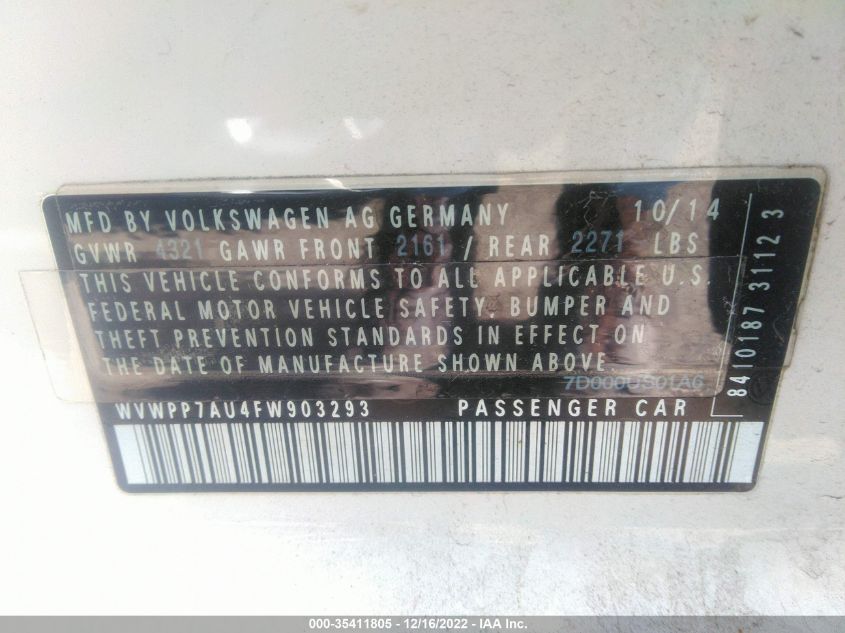 MFD BY VOLKSWAGEN AG GERMANY 10/14
GVWR 4321 GAWR FRONT 2161 / REAR 2271 LBS
THIS VEHICLE CONFORMS TO ALL APPLICABLE U.S.
FEDERAL MOTOR VEHICLE SAFETY, BUMPER AND
THEFT PREVENTION STANDARDS IN EFFECT ON
THE DATE OF MANUFACTURE SHOWN ABOVE.
7D000US01AG
WVWPP7AU4FW903293 PASSENGER CAR
8410187 31123
000-35411805 - 12/16/2022 - IAA Inc.